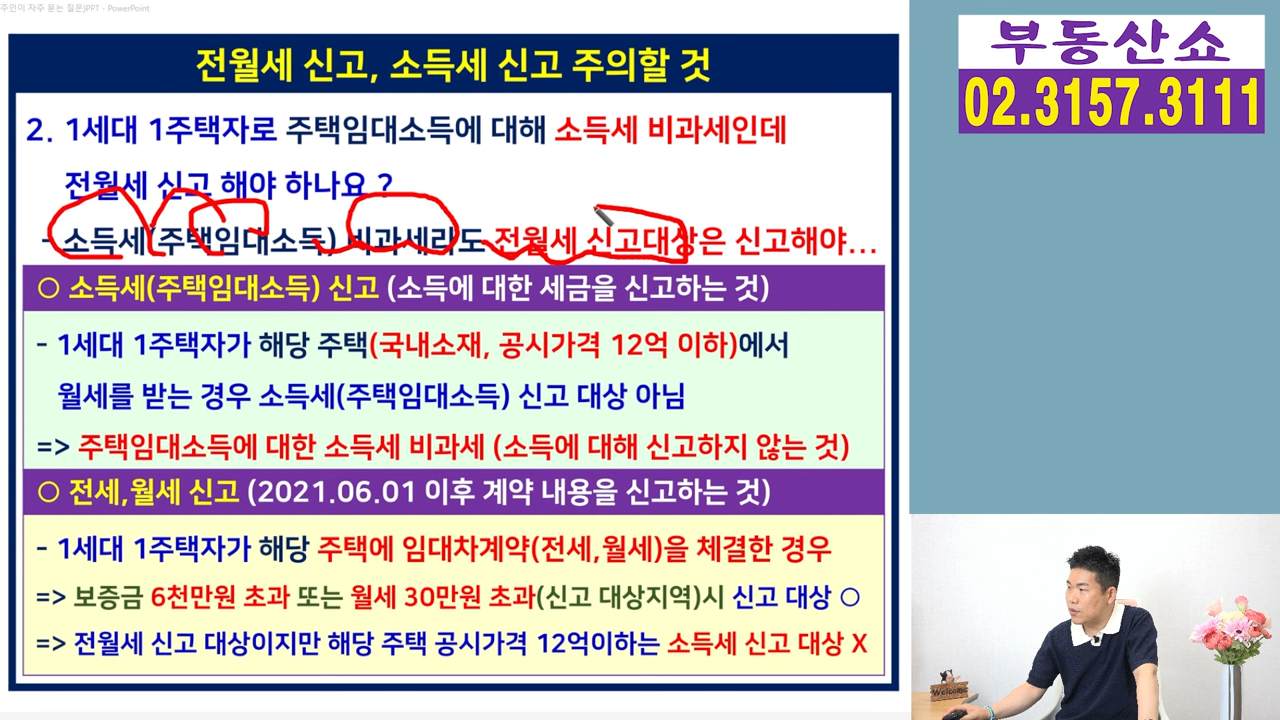 주인이 자주 묻는 질문)PPT - PowerPoint
부동산쇼
02.3157.3111
전월세 신고, 소득세 신고 주의할 것
2. 1세대 1주택자로 주택임대소득에 대해 소득세 비과세인데
전월세 신고 해야 하나요 ?
- 소득세(주택임대소득) 비과세라도 전월세 신고대상은 신고해야...
○ 소득세(주택임대소득) 신고 (소득에 대한 세금을 신고하는 것)
- 1세대 1주택자가 해당 주택(국내소재, 공시가격 12억 이하)에서
월세를 받는 경우 소득세(주택임대소득) 신고 대상 아님
=> 주택임대소득에 대한 소득세 비과세 (소득에 대해 신고하지 않는 것)
○ 전세,월세 신고 (2021.06.01 이후 계약 내용을 신고하는 것)
- 1세대 1주택자가 해당 주택에 임대차계약(전세,월세)을 체결한 경우
=> 보증금 6천만원 초과 또는 월세 30만원 초과(신고 대상지역)시 신고 대상 ○
=> 전월세 신고 대상이지만 해당 주택 공시가격 12억이하는 소득세 신고 대상 X
Welcome